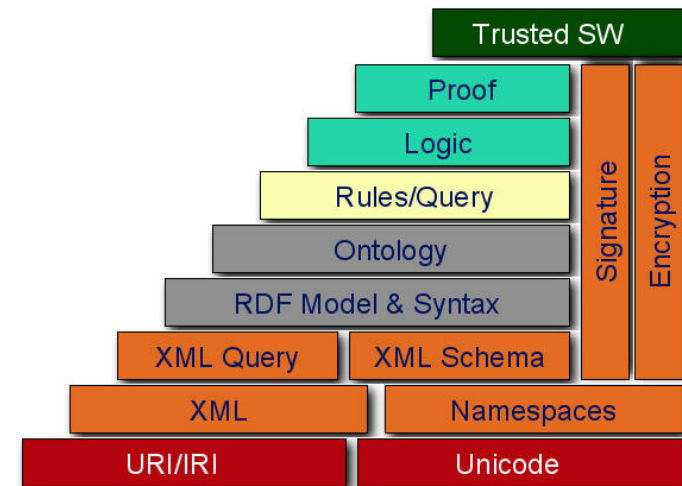 Trusted SW
Proof
Logic
Rules/Query
Ontology
RDF Model & Syntax
XML Query
XML Schema
Signature
Encryption
XML
Namespaces
URI/IRI
Unicode